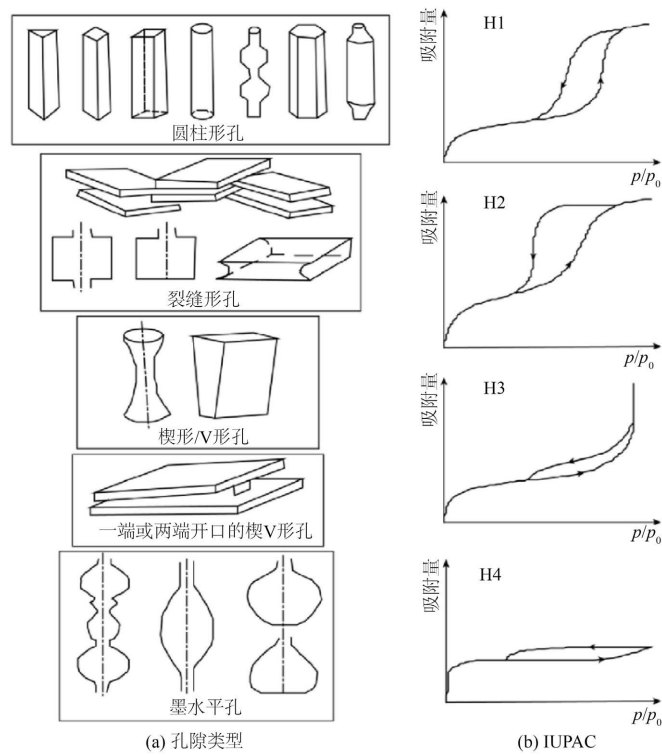 圆柱形孔
裂缝形孔
楔形/V形孔
一端或两端开口的楔V形孔
墨水平孔
(a) 孔隙类型
吸附量
H1
p/p₀
吸附量
H2
p/p₀
吸附量
H3
p/p₀
吸附量
H4
p/p₀
(b) IUPAC